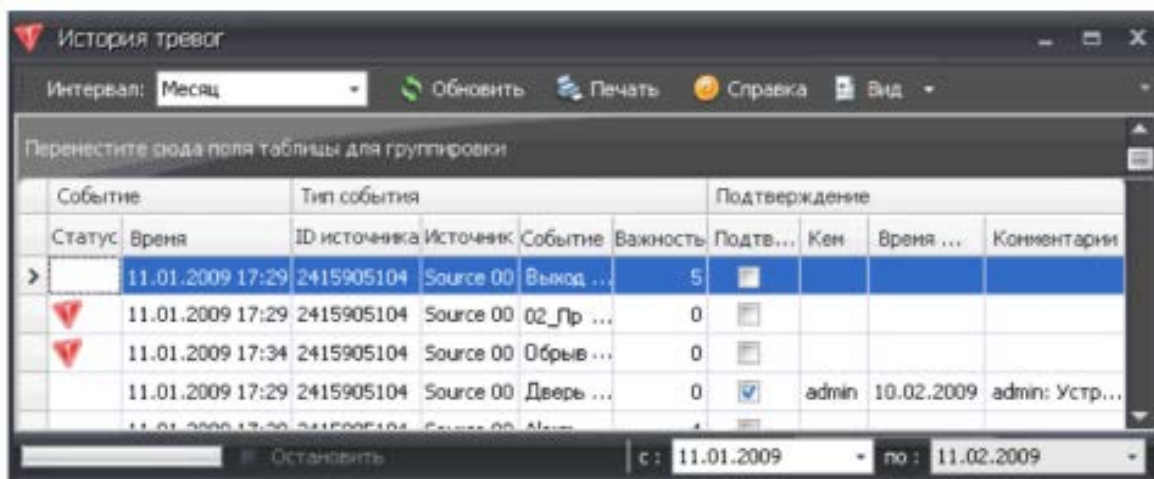 История тревог
Интервал: Месяц Обновить Печать Справка Вид
Перенестите сюда поля таблицы для группировки
Событие Тип события Подтверждение
Статус Время ID источника Источник Событие Важность Подтв... Кем Время ... Комментарии
11.01.2009 17:29 2415905104 Source 00 Выход ... 5
11.01.2009 17:29 2415905104 Source 00 02_Пр ... 0
11.01.2009 17:34 2415905104 Source 00 Обрыв ... 0
11.01.2009 17:29 2415905104 Source 00 Дверь ... 0 admin 10.02.2009 admin: Устр...
Остановить с : 11.01.2009 по : 11.02.2009